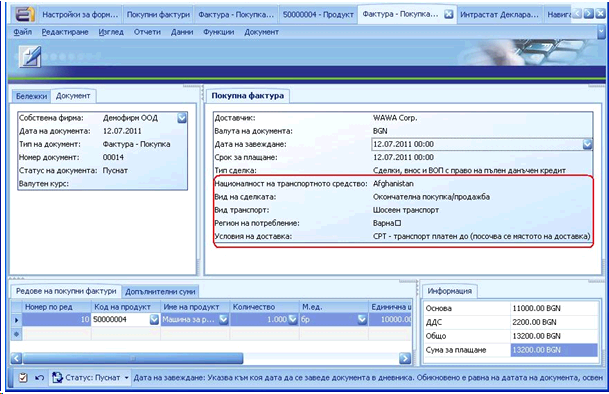 Настройки за форм... Покупни фактури Фактура - Покупка... 50000004 - Продукт Фактура - Покупка... Интрастат Деклара... Навига
Файл Редактиране Изглед Отчети Данни Функции Документ
Бележки Документ
Собствена фирма: Демофирм ООД
Дата на документа: 12.07.2011
Тип на документ: Фактура - Покупка
Номер документ: 00014
Статус на документа: Пуснат
Валутен курс:
Покупна фактура
Доставчик: WAWA Corp.
Валута на документа: BGN
Дата на завеждане: 12.07.2011 00:00
Срок за плащане: 12.07.2011 00:00
Тип сделка: Сделки, внос и ВОП с право на пълен данъчен кредит
Националност на транспортното средство: Afghanistan
Вид на сделката: Окончателна покупка/продажба
Вид транспорт: Шосеен транспорт
Регион на потребление: Варна□
Условия на доставка: CPT - транспорт платен до (посочва се мястото на доставка)
Редове на покупни фактури Допълнителни суми
Номер по ред Код на продукт Име на продукт Количество М.ед. Единична ц
10 50000004 Машина за р... 1.000 бр 10000.00
Информация
Основа 11000.00 BGN
ДДС 2200.00 BGN
Общо 13200.00 BGN
Сума за плащане 13200.00 BGN
Статус: Пуснат Дата на завеждане: Указва към коя дата да се заведе документа в дневника. Обикновено е равна на датата на документа, освен